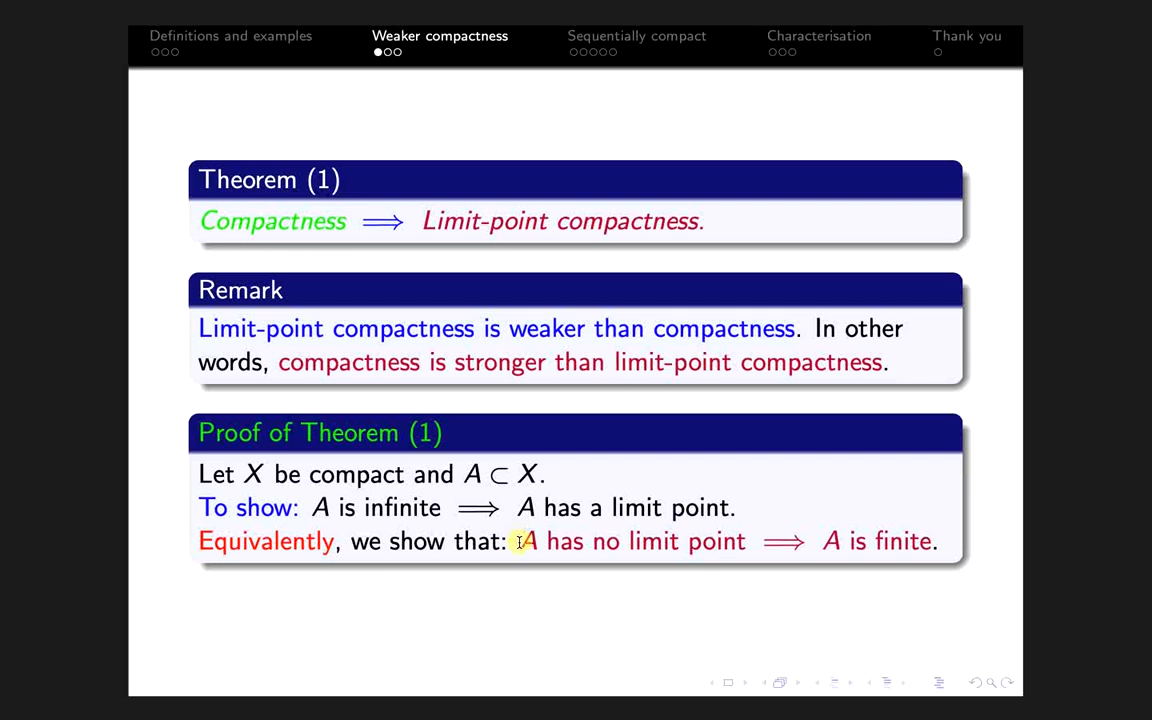 Definitions and examples Weaker compactness Sequentially compact Characterisation Thank you
Theorem (1)
Compactness ⟹ Limit-point compactness.
Remark
Limit-point compactness is weaker than compactness. In other
words, compactness is stronger than limit-point compactness.
Proof of Theorem (1)
Let X be compact and A ⊂ X.
To show: A is infinite ⟹ A has a limit point.
Equivalently, we show that: A has no limit point ⟹ A is finite.